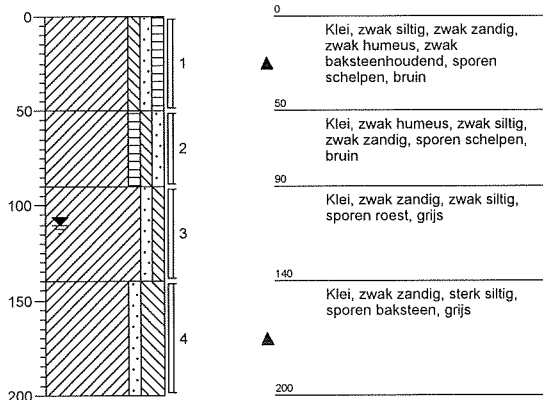 0
50
100
150
200
1
2
3
4
0
Klei, zwak siltig, zwak zandig,
zwak humeus, zwak
baksteenhoudend, sporen
schelpen, bruin
50
Klei, zwak humeus, zwak siltig,
zwak zandig, sporen schelpen,
bruin
90
Klei, zwak zandig, zwak siltig,
sporen roest, grijs
140
Klei, zwak zandig, sterk siltig,
sporen baksteen, grijs
200